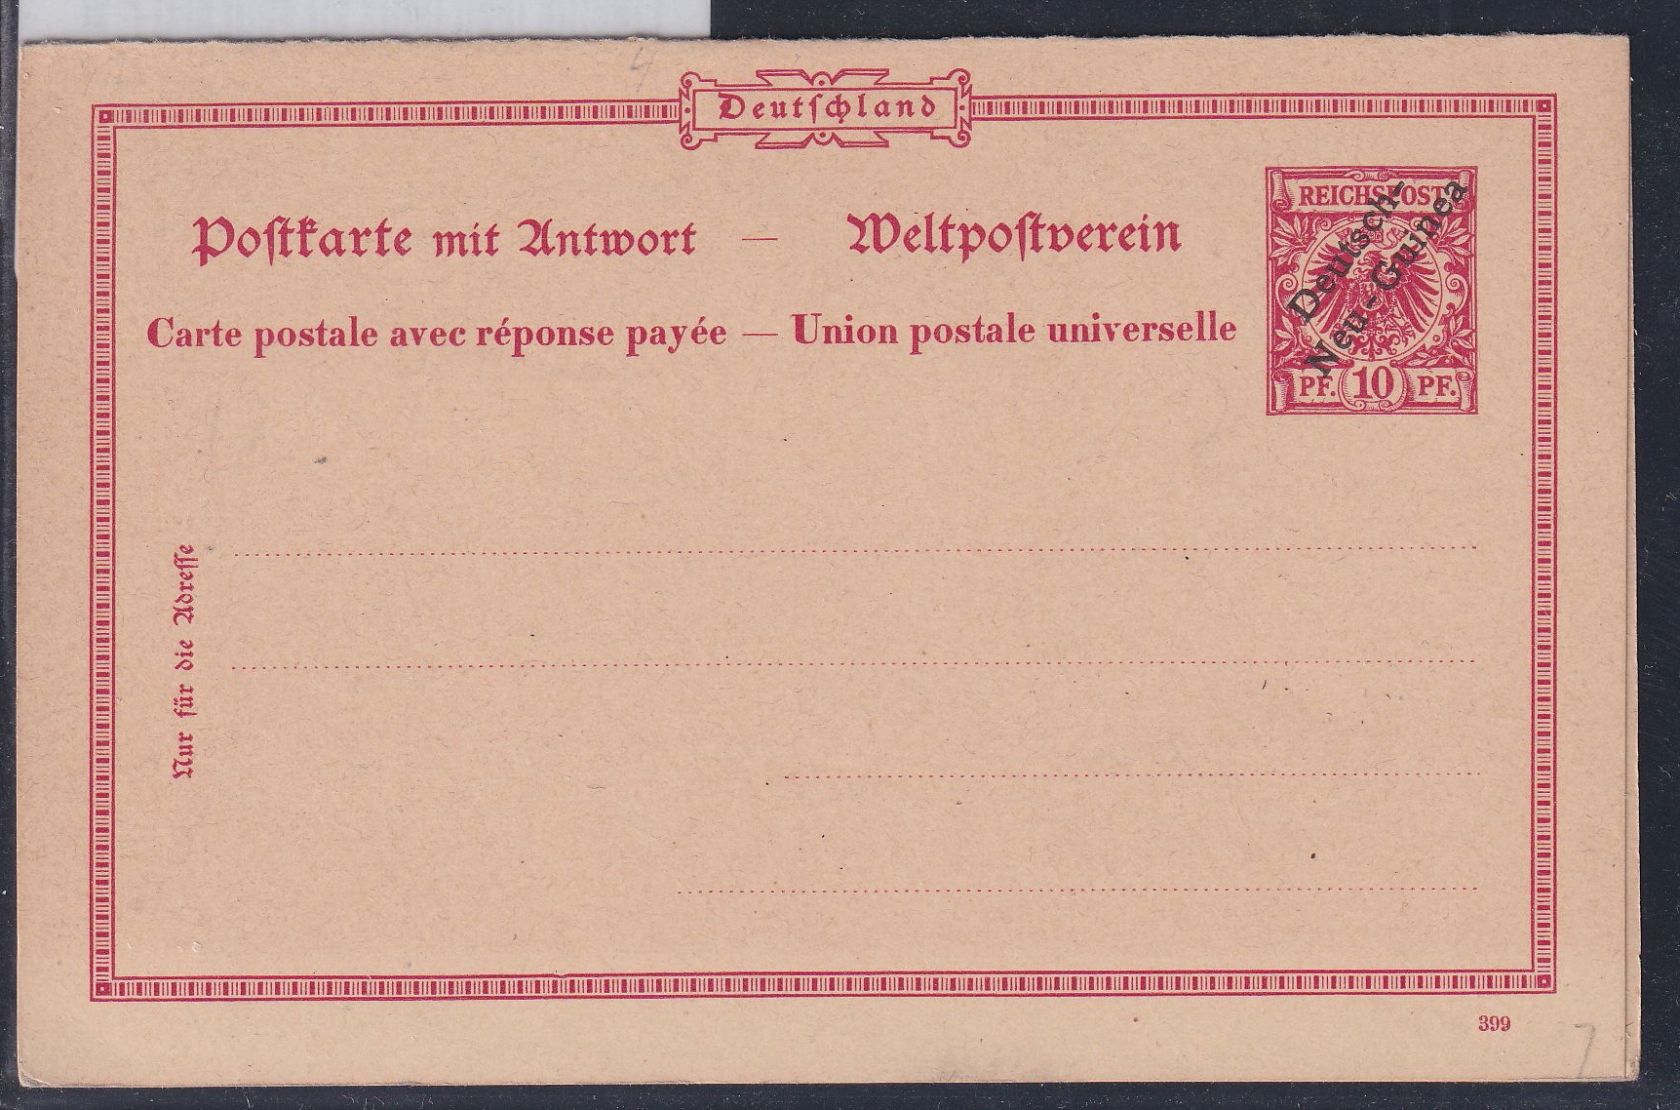 Deutſchland
REICHSPOST
Deutsch-
Neu-Guinea
PF. 10 PF.
Poſtkarte mit Antwort — Weltpoſtverein
Carte postale avec réponse payée — Union postale universelle
Nur für die Adreſſe
399
7